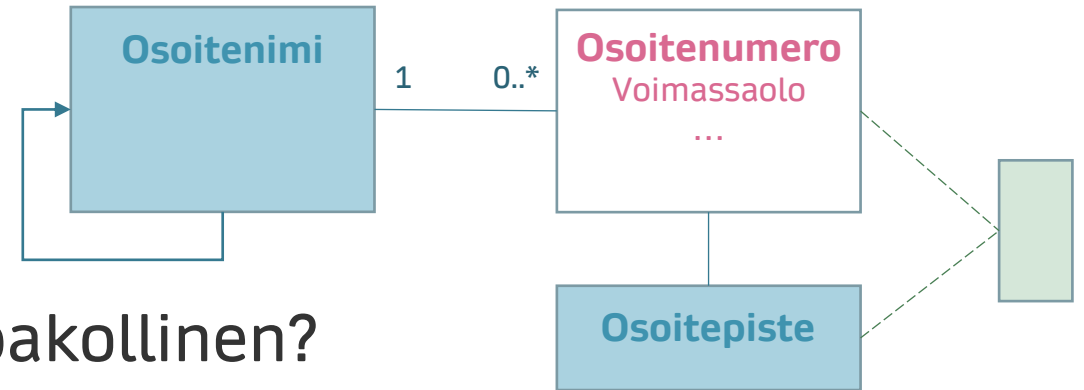 Osoitenimi
1
0..*
Osoitenumero
Voimassaolo
...
Osoitepiste
pakollinen?